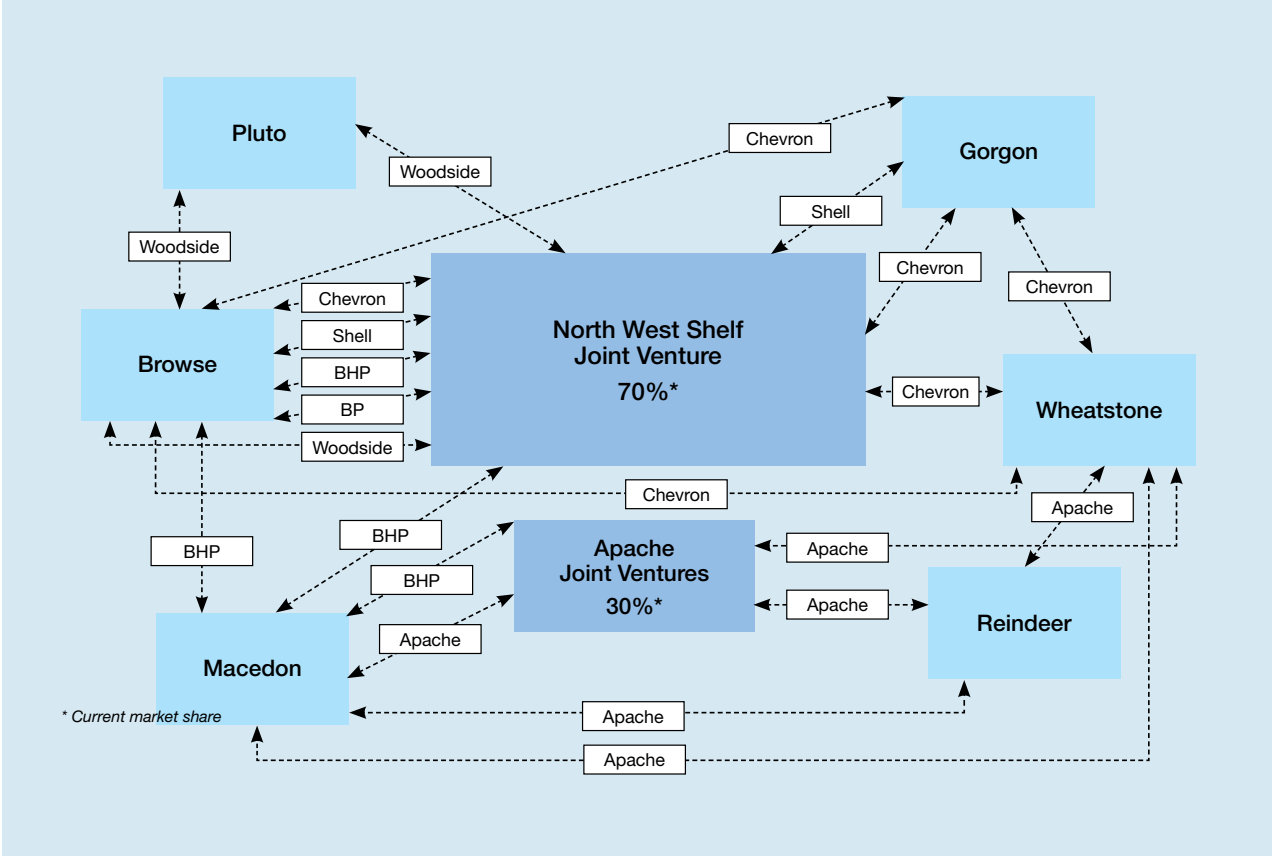 Pluto
Gorgon
Chevron
Woodside
Shell
Woodside
Chevron
Chevron
Chevron
North West Shelf
Joint Venture
70%*
Shell
Browse
BHP
Chevron
Wheatstone
BP
Woodside
Chevron
Apache
BHP
BHP
Apache
Joint Ventures
30%*
Apache
BHP
Apache
Reindeer
Apache
Macedon
* Current market share
Apache
Apache